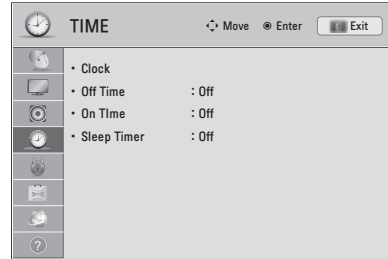 TIME Move Enter Exit
• Clock
• Off Time : Off
• On TIme : Off
• Sleep Timer : Off
?